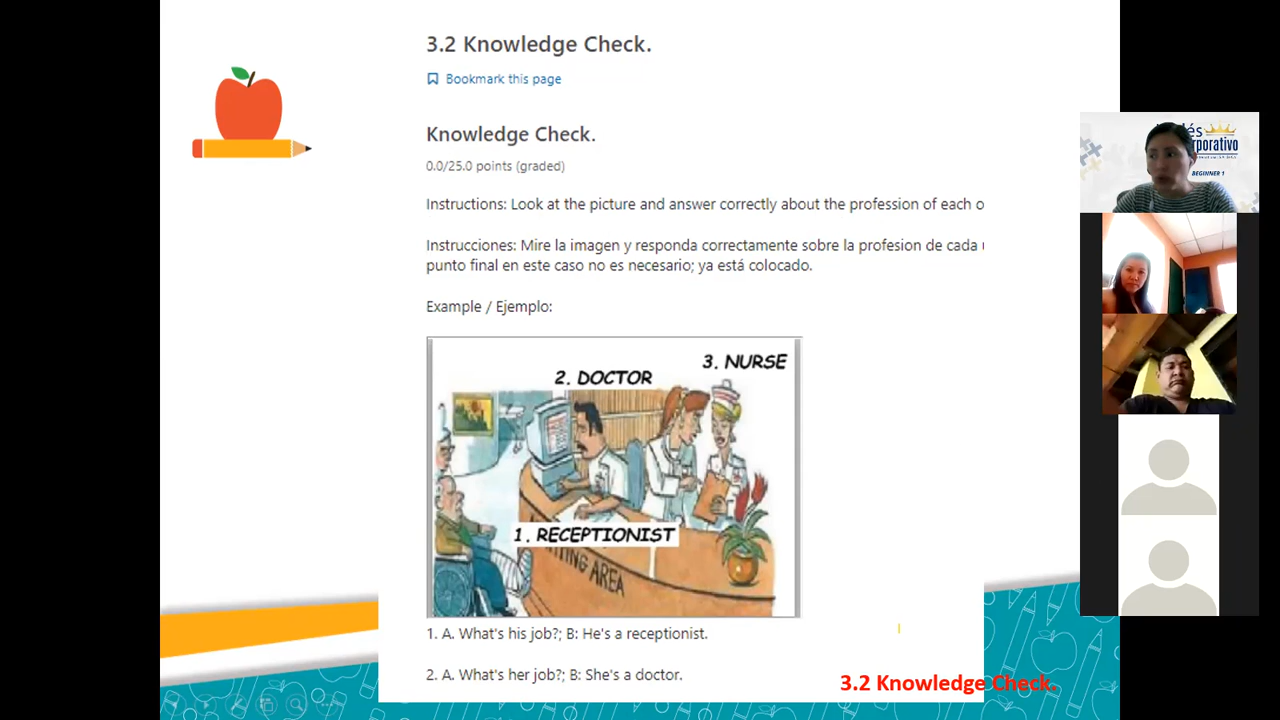 3.2 Knowledge Check.
Bookmark this page
Knowledge Check.
0.0/25.0 points (graded)
Instructions: Look at the picture and answer correctly about the profession of each o
Instrucciones: Mire la imagen y responda correctamente sobre la profesion de cada
punto final en este caso no es necesario; ya está colocado.
Example / Ejemplo:
3. NURSE
2. DOCTOR
1. RECEPTIONIST
AREA
1. A. What's his job?; B: He's a receptionist.
2. A. What's her job?; B: She's a doctor.
3.2 Knowledge Check.
BEGINNER 1